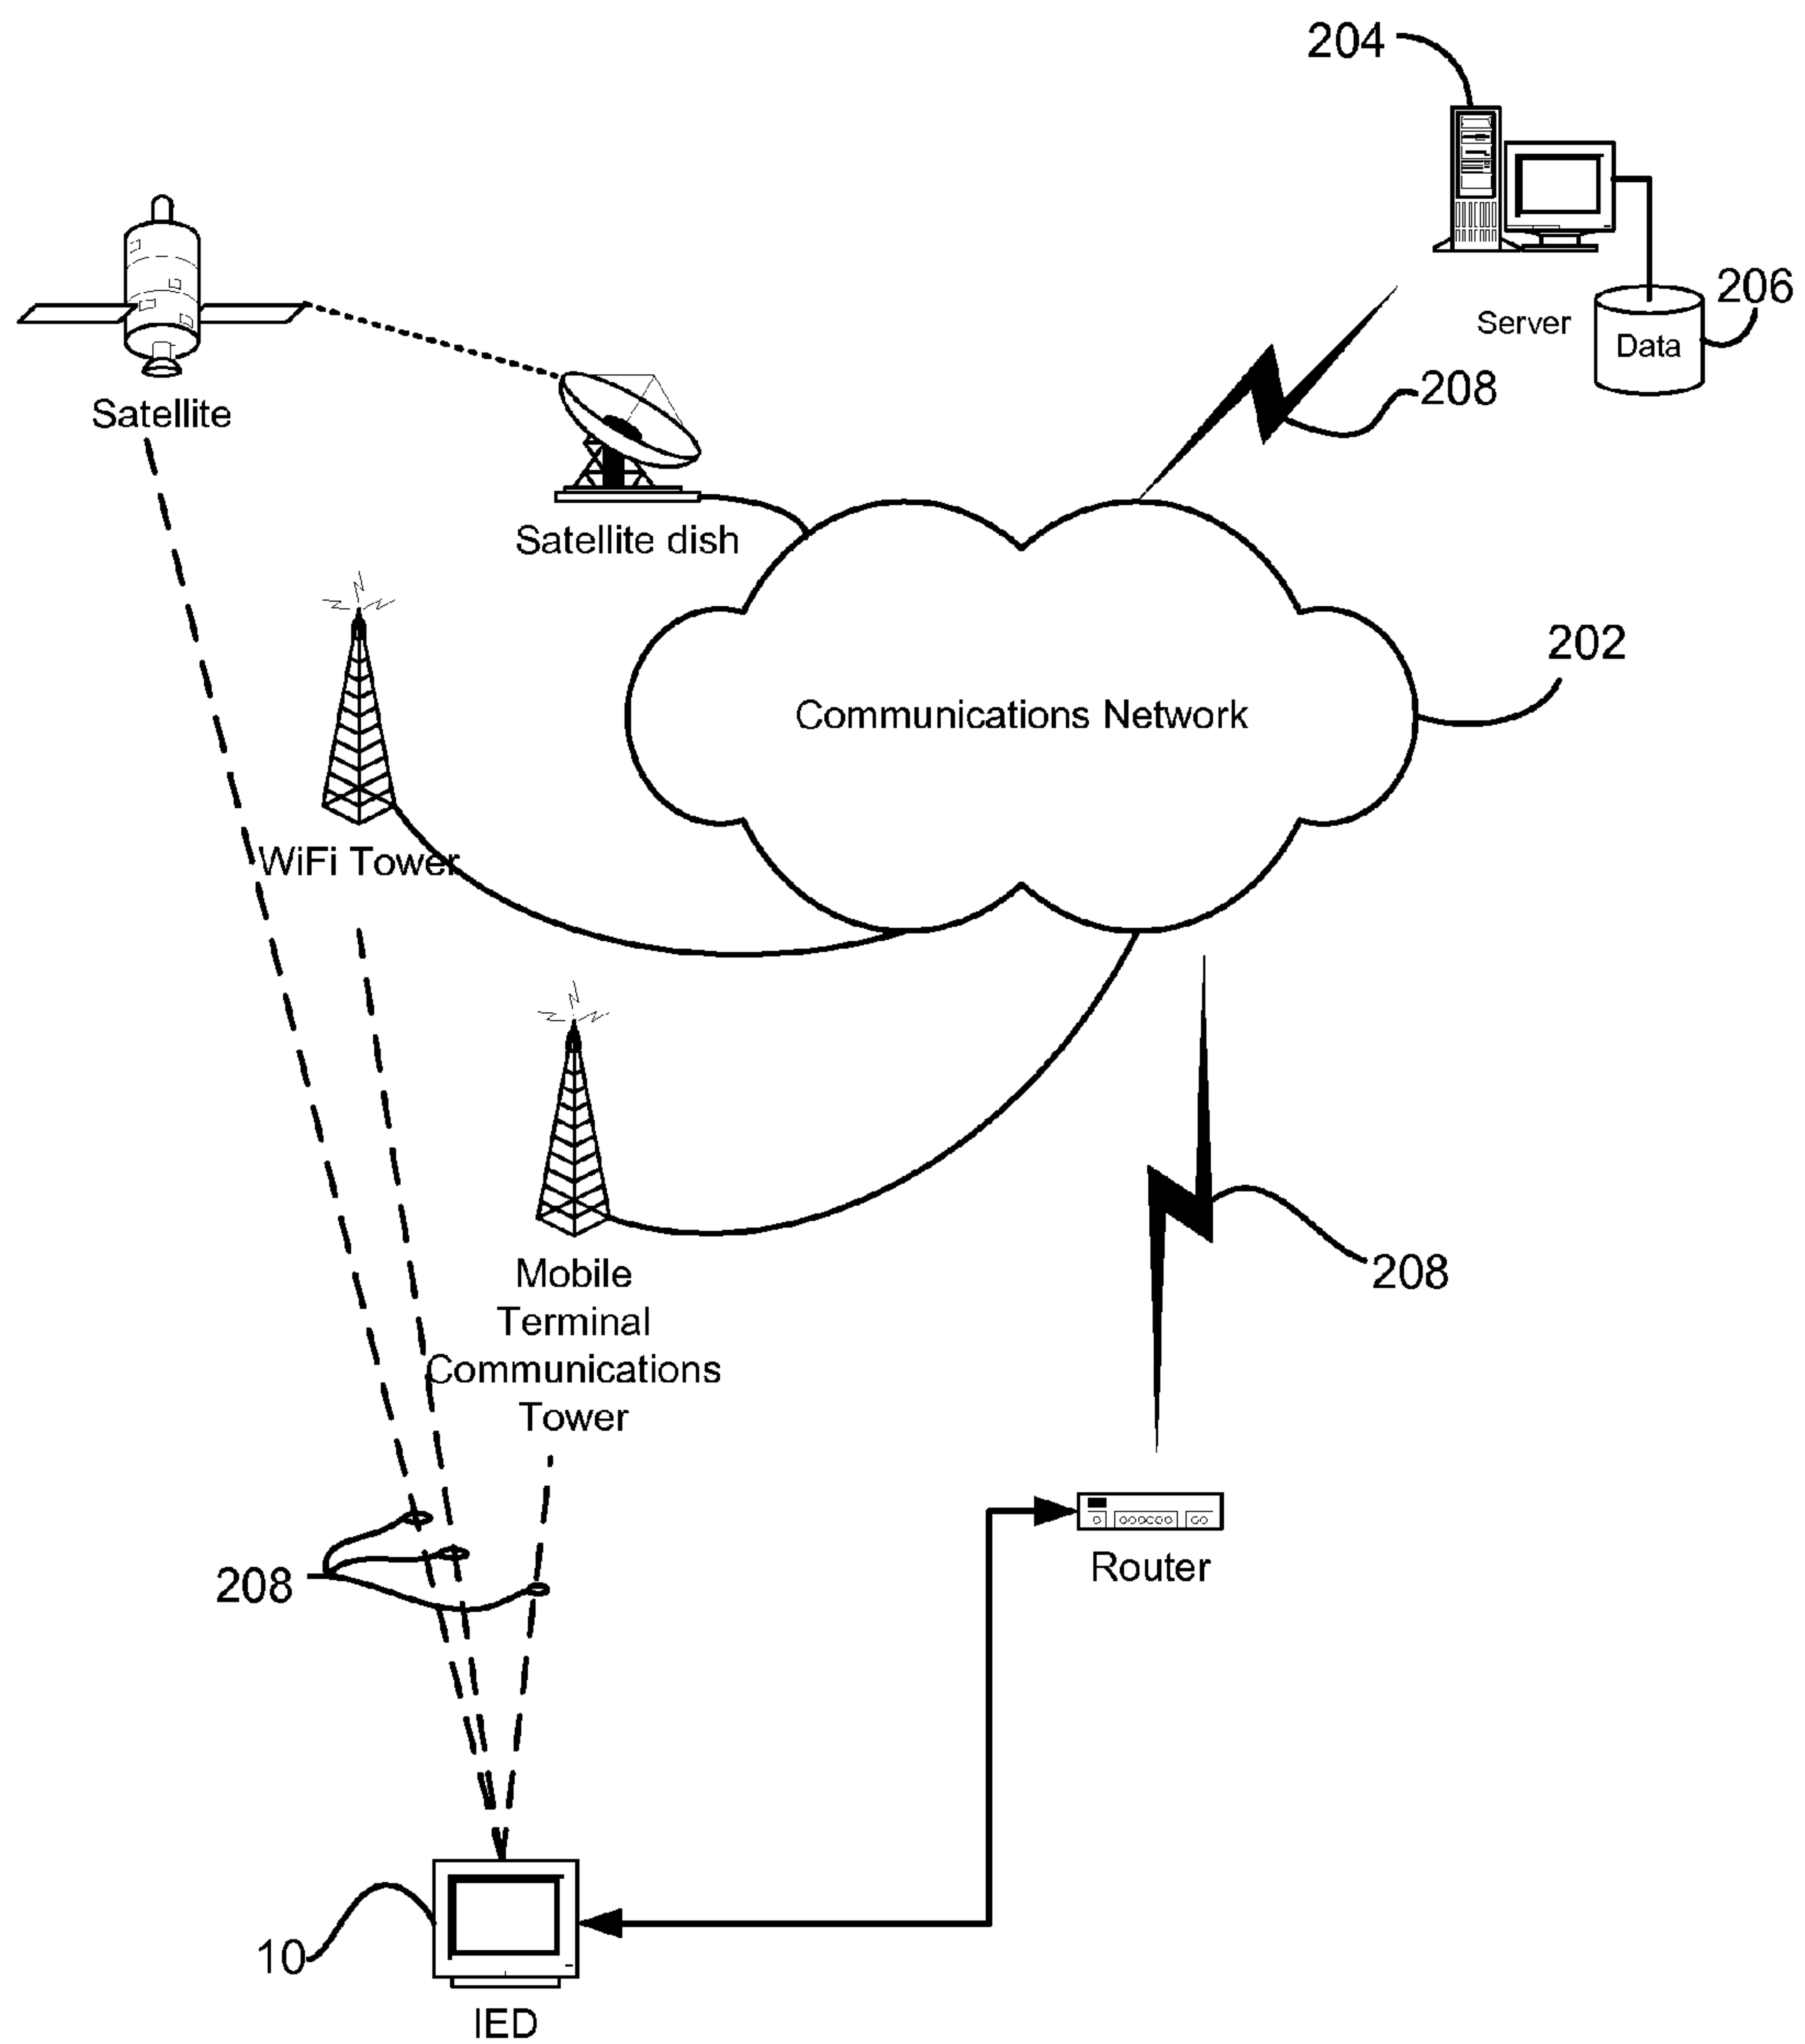 204
206
Server
Data
208
Satellite
Satellite dish
202
Communications Network
WiFi Tower
Mobile
Terminal
Communications
Tower
208
Router
208
10
IED